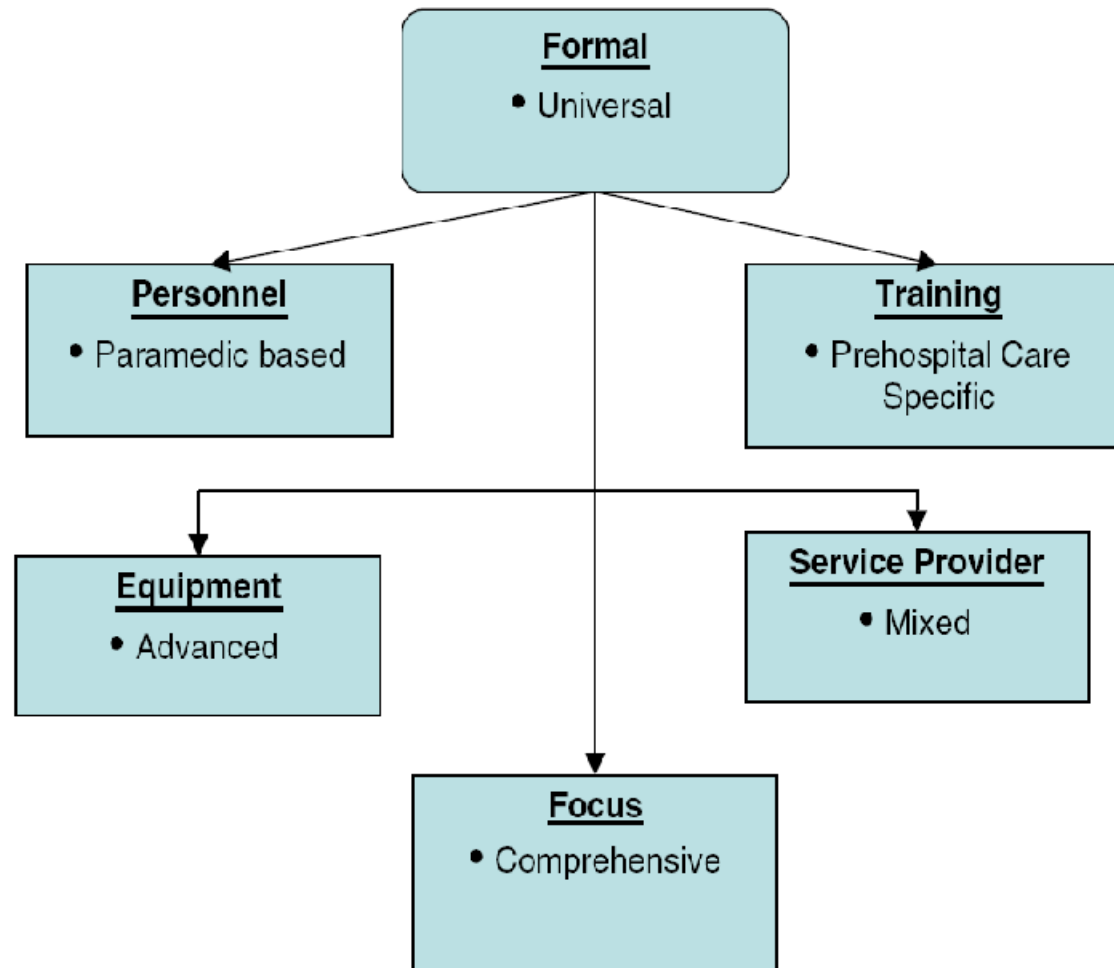 Formal
• Universal
Personnel
• Paramedic based
Training
• Prehospital Care
Specific
Equipment
• Advanced
Service Provider
• Mixed
Focus
• Comprehensive